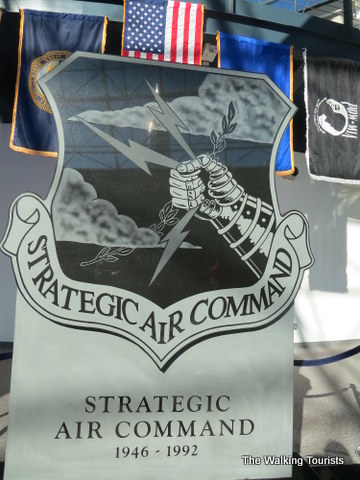 STRATEGIC AIR COMMAND
STRATEGIC
AIR COMMAND
1946 - 1992
The Walking Tourists